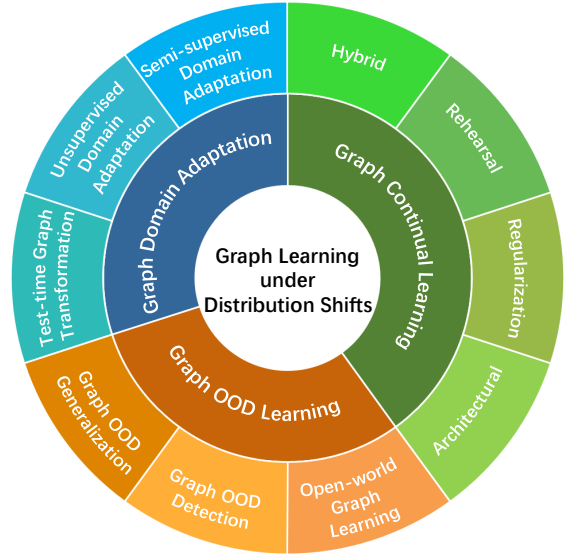 Graph Learning
under
Distribution Shifts
Graph Domain Adaptation
Graph Continual Learning
Graph OOD Learning
Semi-supervised
Domain
Adaptation
Hybrid
Rehearsal
Regularization
Architectural
Open-world
Graph
Learning
Graph OOD
Detection
Graph OOD
Generalization
Test-time Graph
Transformation
Unsupervised
Domain
Adaptation